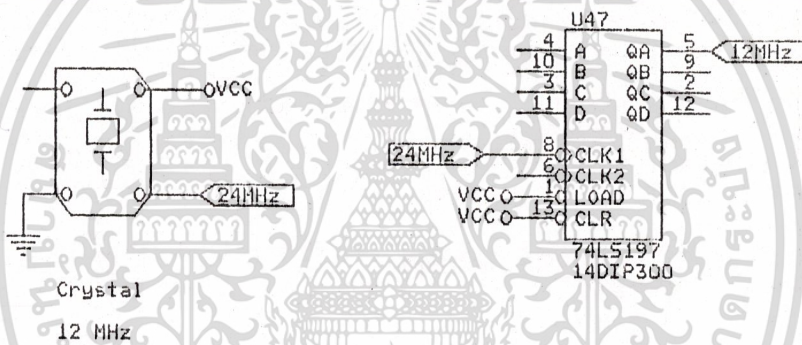 VCC
24MHz
Crystal
12 MHz
U47
4 A QA 5
12MHz
10 B QB 9
3 C QC 2
11 D QD 12
24MHz
8 CLK1
6 CLK2
VCC 1 LOAD
VCC 13 CLR
74LS197
14DIP300